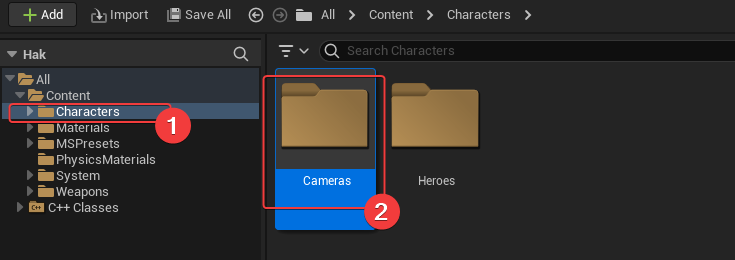 Add Import Save All All Content Characters
Hak
Search Characters
All
Content
Characters
1
Materials
MSPresets
PhysicsMaterials
System
Weapons
C++ C++ Classes
Cameras
Heroes
2